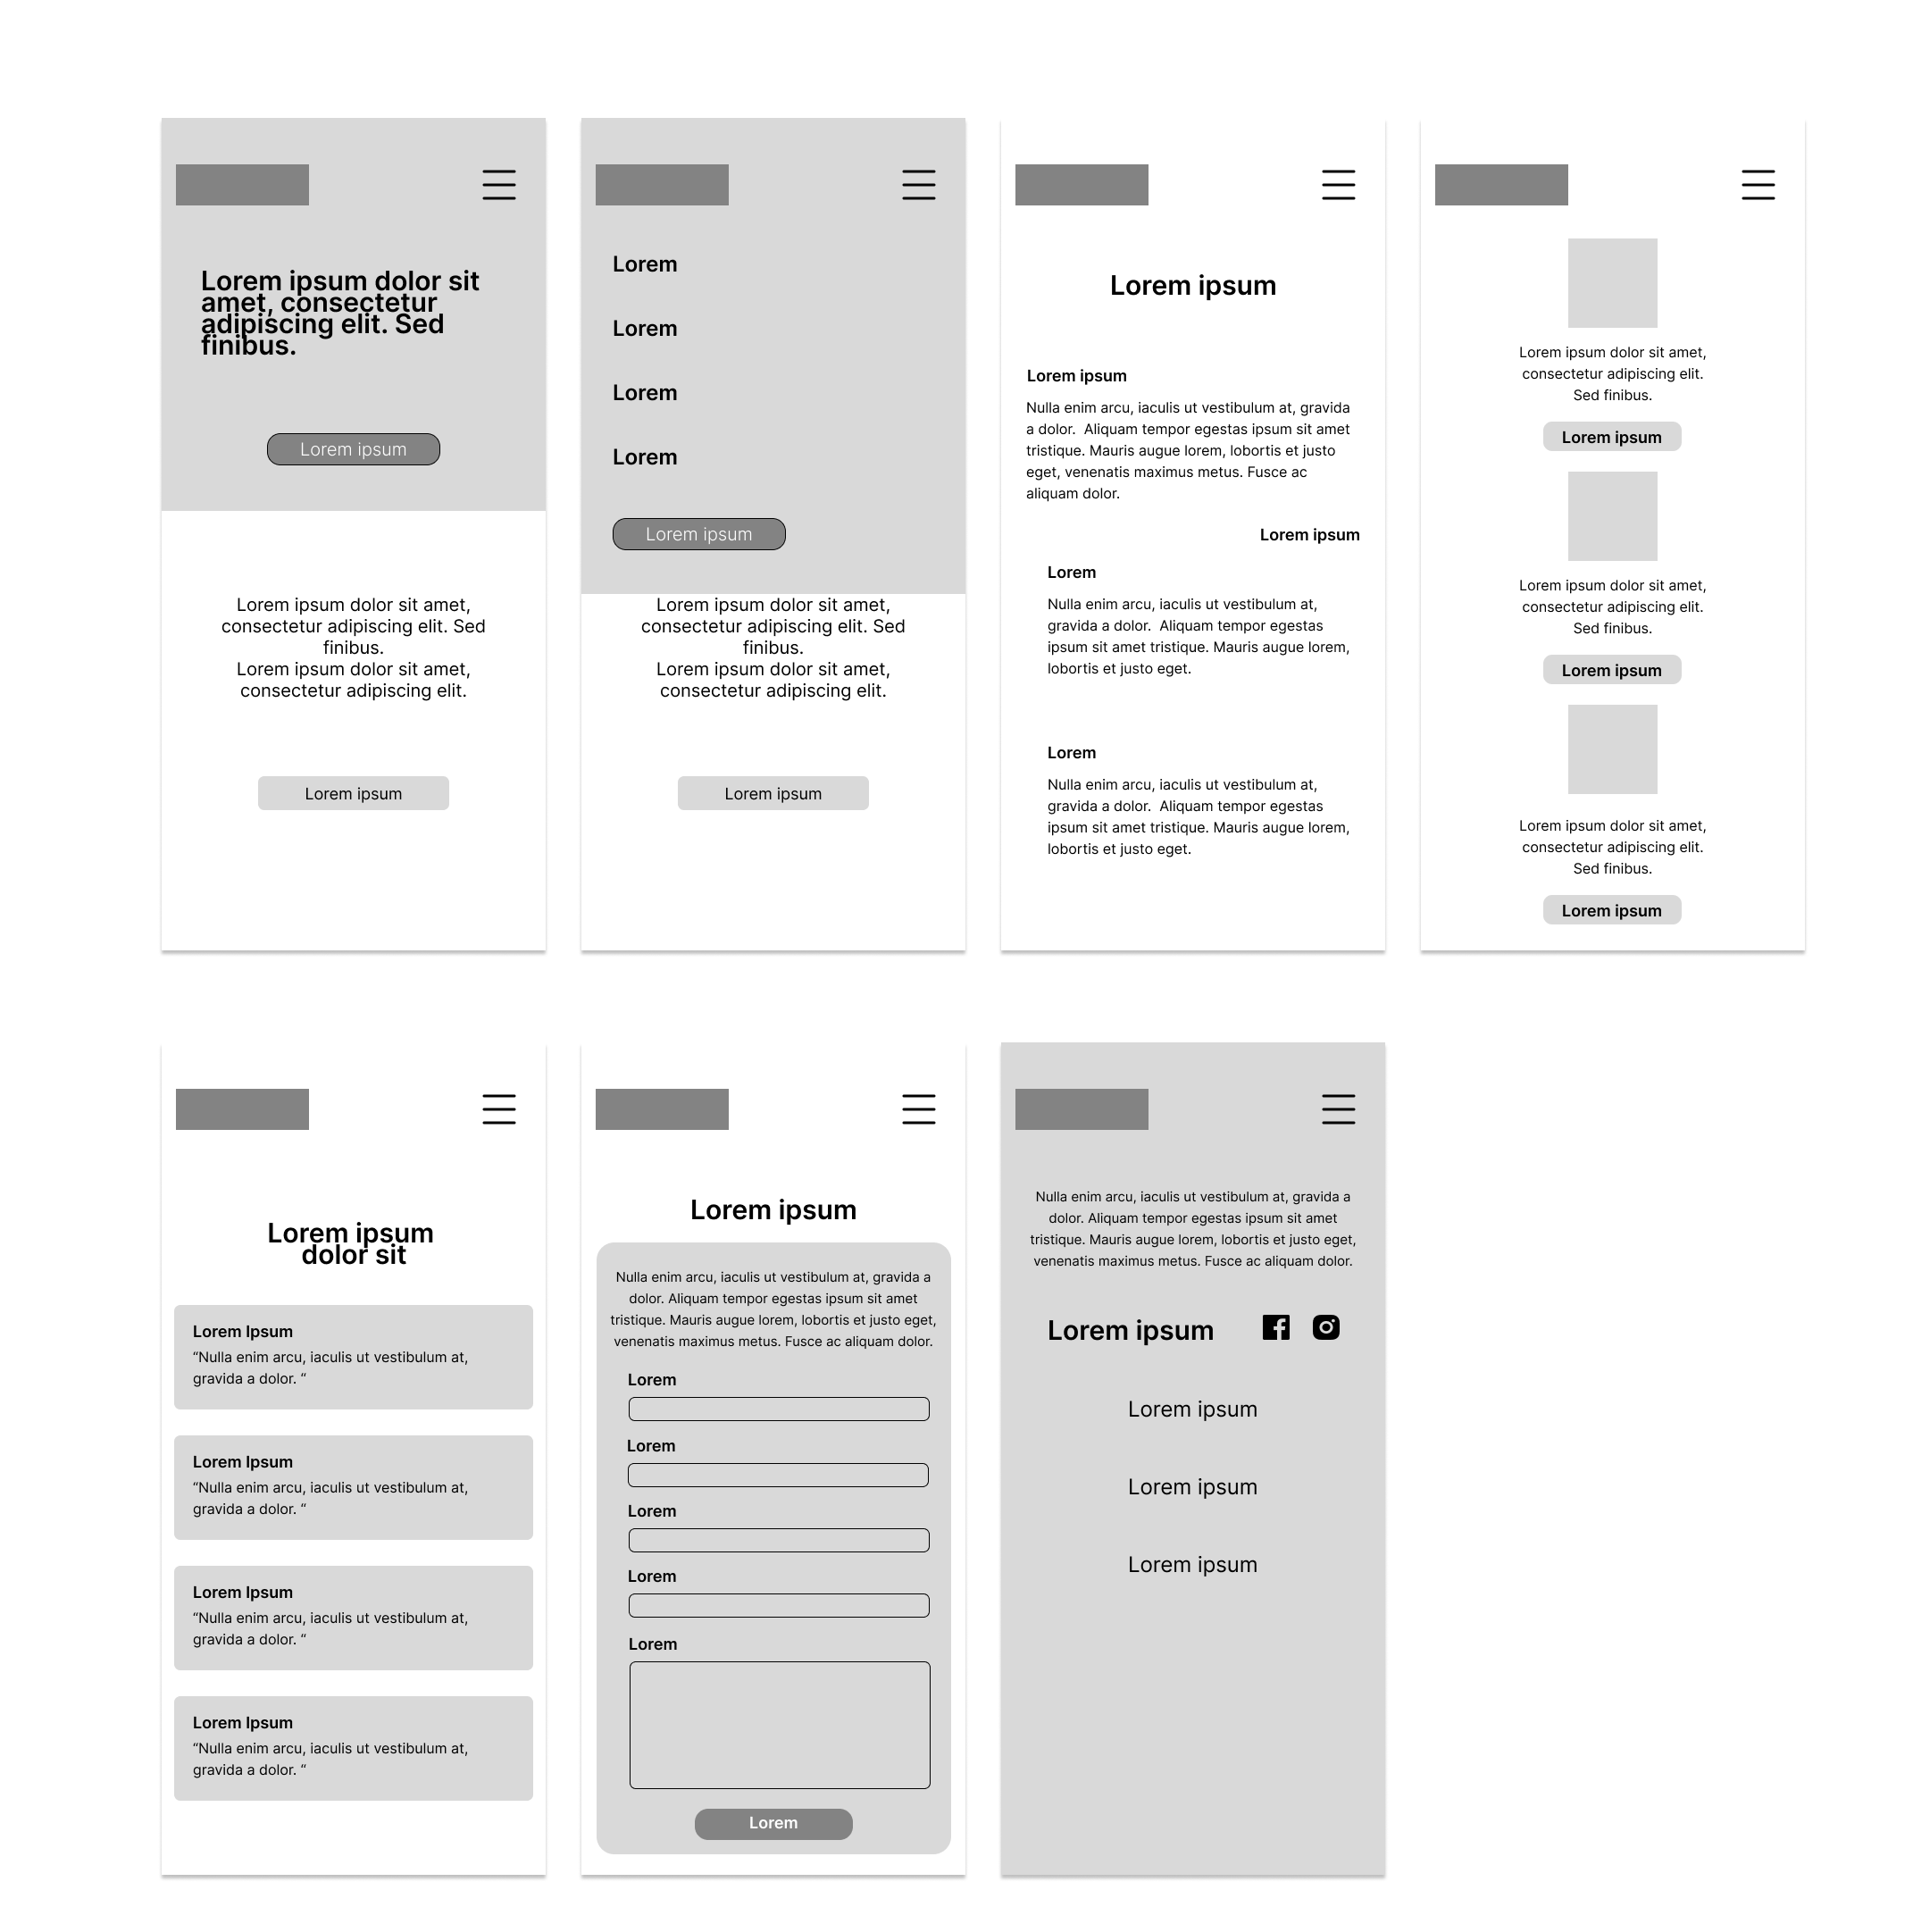 Lorem ipsum dolor sit
amet, consectetur
adipiscing elit. Sed
finibus.
Lorem ipsum
Lorem ipsum dolor sit amet,
consectetur adipiscing elit. Sed
finibus.
Lorem ipsum dolor sit amet,
consectetur adipiscing elit.
Lorem ipsum
Lorem
Lorem
Lorem
Lorem
Lorem ipsum
Lorem ipsum dolor sit amet,
consectetur adipiscing elit. Sed
finibus.
Lorem ipsum dolor sit amet,
consectetur adipiscing elit.
Lorem ipsum
Lorem ipsum
Lorem ipsum
Nulla enim arcu, iaculis ut vestibulum at, gravida
a dolor.  Aliquam tempor egestas ipsum sit amet
tristique. Mauris augue lorem, lobortis et justo
eget, venenatis maximus metus. Fusce ac
aliquam dolor.
Lorem ipsum
Lorem
Nulla enim arcu, iaculis ut vestibulum at,
gravida a dolor.  Aliquam tempor egestas
ipsum sit amet tristique. Mauris augue lorem,
lobortis et justo eget.
Lorem
Nulla enim arcu, iaculis ut vestibulum at,
gravida a dolor.  Aliquam tempor egestas
ipsum sit amet tristique. Mauris augue lorem,
lobortis et justo eget.
Lorem ipsum dolor sit amet,
consectetur adipiscing elit.
Sed finibus.
Lorem ipsum
Lorem ipsum dolor sit amet,
consectetur adipiscing elit.
Sed finibus.
Lorem ipsum
Lorem ipsum dolor sit amet,
consectetur adipiscing elit.
Sed finibus.
Lorem ipsum
Lorem ipsum
dolor sit
Lorem Ipsum
“Nulla enim arcu, iaculis ut vestibulum at,
gravida a dolor. “
Lorem Ipsum
“Nulla enim arcu, iaculis ut vestibulum at,
gravida a dolor. “
Lorem Ipsum
“Nulla enim arcu, iaculis ut vestibulum at,
gravida a dolor. “
Lorem Ipsum
“Nulla enim arcu, iaculis ut vestibulum at,
gravida a dolor. “
Lorem ipsum
Nulla enim arcu, iaculis ut vestibulum at, gravida a
dolor. Aliquam tempor egestas ipsum sit amet
tristique. Mauris augue lorem, lobortis et justo eget,
venenatis maximus metus. Fusce ac aliquam dolor.
Lorem
Lorem
Lorem
Lorem
Lorem
Lorem
Nulla enim arcu, iaculis ut vestibulum at, gravida a
dolor. Aliquam tempor egestas ipsum sit amet
tristique. Mauris augue lorem, lobortis et justo eget,
venenatis maximus metus. Fusce ac aliquam dolor.
Lorem ipsum
Lorem ipsum
Lorem ipsum
Lorem ipsum